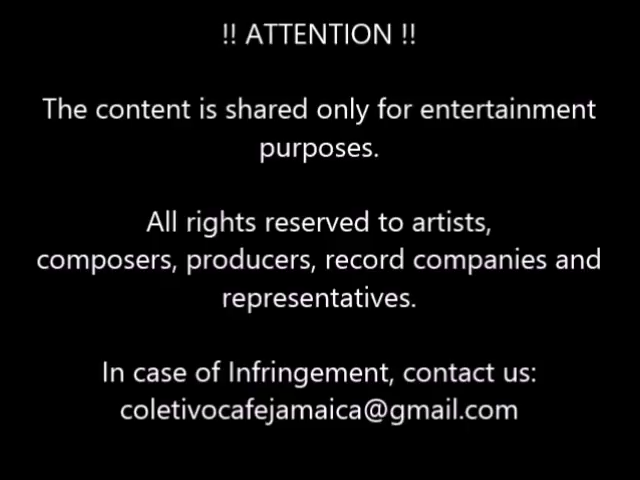 !! ATTENTION !!
The content is shared only for entertainment
purposes.
All rights reserved to artists,
composers, producers, record companies and
representatives.
In case of Infringement, contact us:
coletivocafejamaica@gmail.com